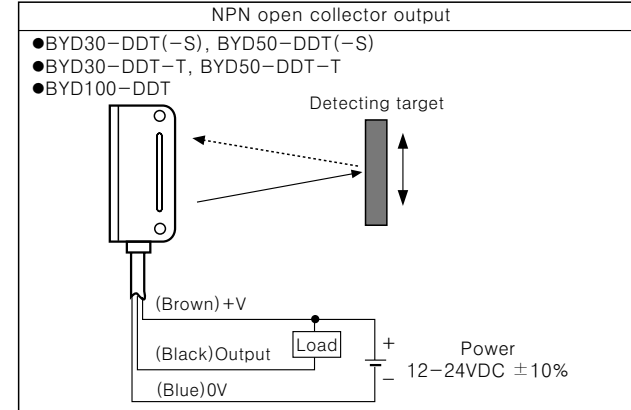 NPN open collector output
●BYD30-DDT(-S), BYD50-DDT(-S)
●BYD30-DDT-T, BYD50-DDT-T
●BYD100-DDT
Detecting target
(Brown)+V
Load
(Black)Output
+
Power
12-24VDC ±10%
-
(Blue)0V